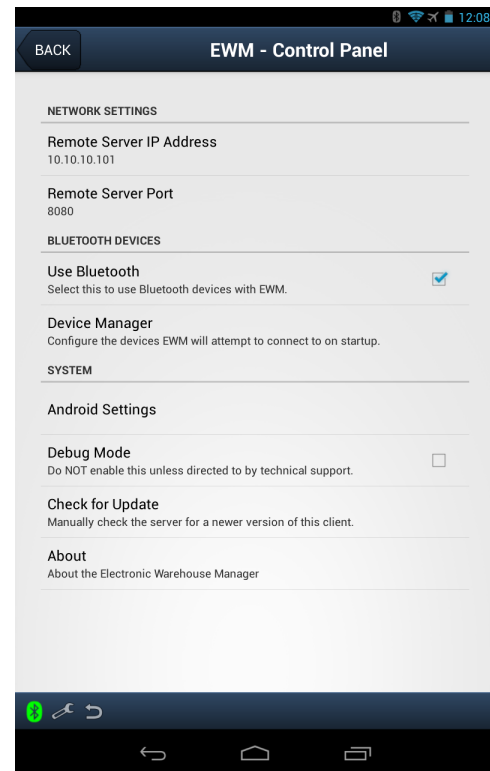 12:08
BACK
EWM - Control Panel
NETWORK SETTINGS
Remote Server IP Address
10.10.10.101
Remote Server Port
8080
BLUETOOTH DEVICES
Use Bluetooth
Select this to use Bluetooth devices with EWM.
Device Manager
Configure the devices EWM will attempt to connect to on startup.
SYSTEM
Android Settings
Debug Mode
Do NOT enable this unless directed to by technical support.
Check for Update
Manually check the server for a newer version of this client.
About
About the Electronic Warehouse Manager